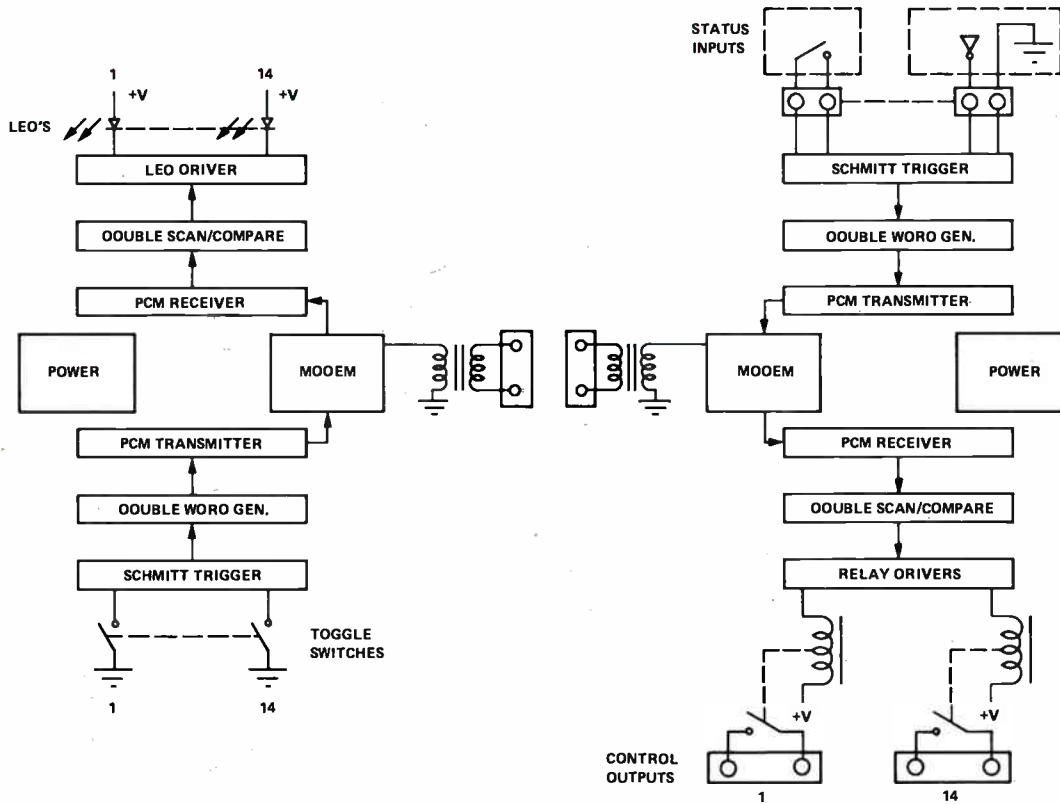 1
14
+V
+V
LEO'S
LEO ORIVER
OOUBLE SCAN/COMPARE
PCM RECEIVER
POWER
MOOEM
PCM TRANSMITTER
OOUBLE WORO GEN.
SCHMITT TRIGGER
TOGGLE
SWITCHES
1
14
STATUS
INPUTS
SCHMITT TRIGGER
OOUBLE WORO GEN.
PCM TRANSMITTER
MOOEM
POWER
PCM RECEIVER
OOUBLE SCAN/COMPARE
RELAY ORIVERS
+V
+V
CONTROL
OUTPUTS
1
14